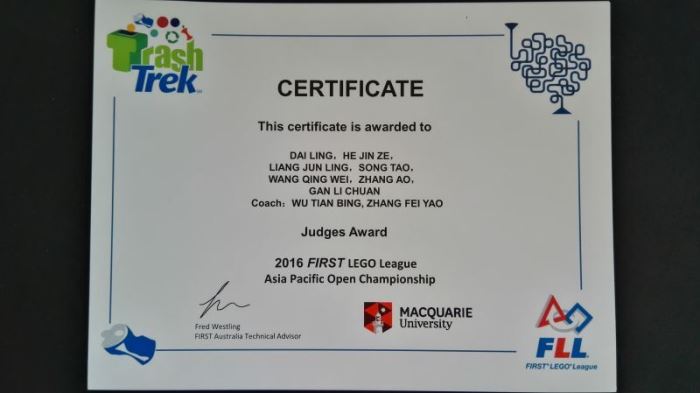 Trash
Trek
CERTIFICATE
This certificate is awarded to
DAI LING, HE JIN ZE,
LIANG JUN LING, SONG TAO,
WANG QING WEI, ZHANG AO,
GAN LI CHUAN
Coach: WU TIAN BING, ZHANG FEI YAO
Judges Award
2016 FIRST LEGO League
Asia Pacific Open Championship
Fred Westling
FIRST Australia Technical Advisor
MACQUARIE
University
FLL
FIRST LEGO League